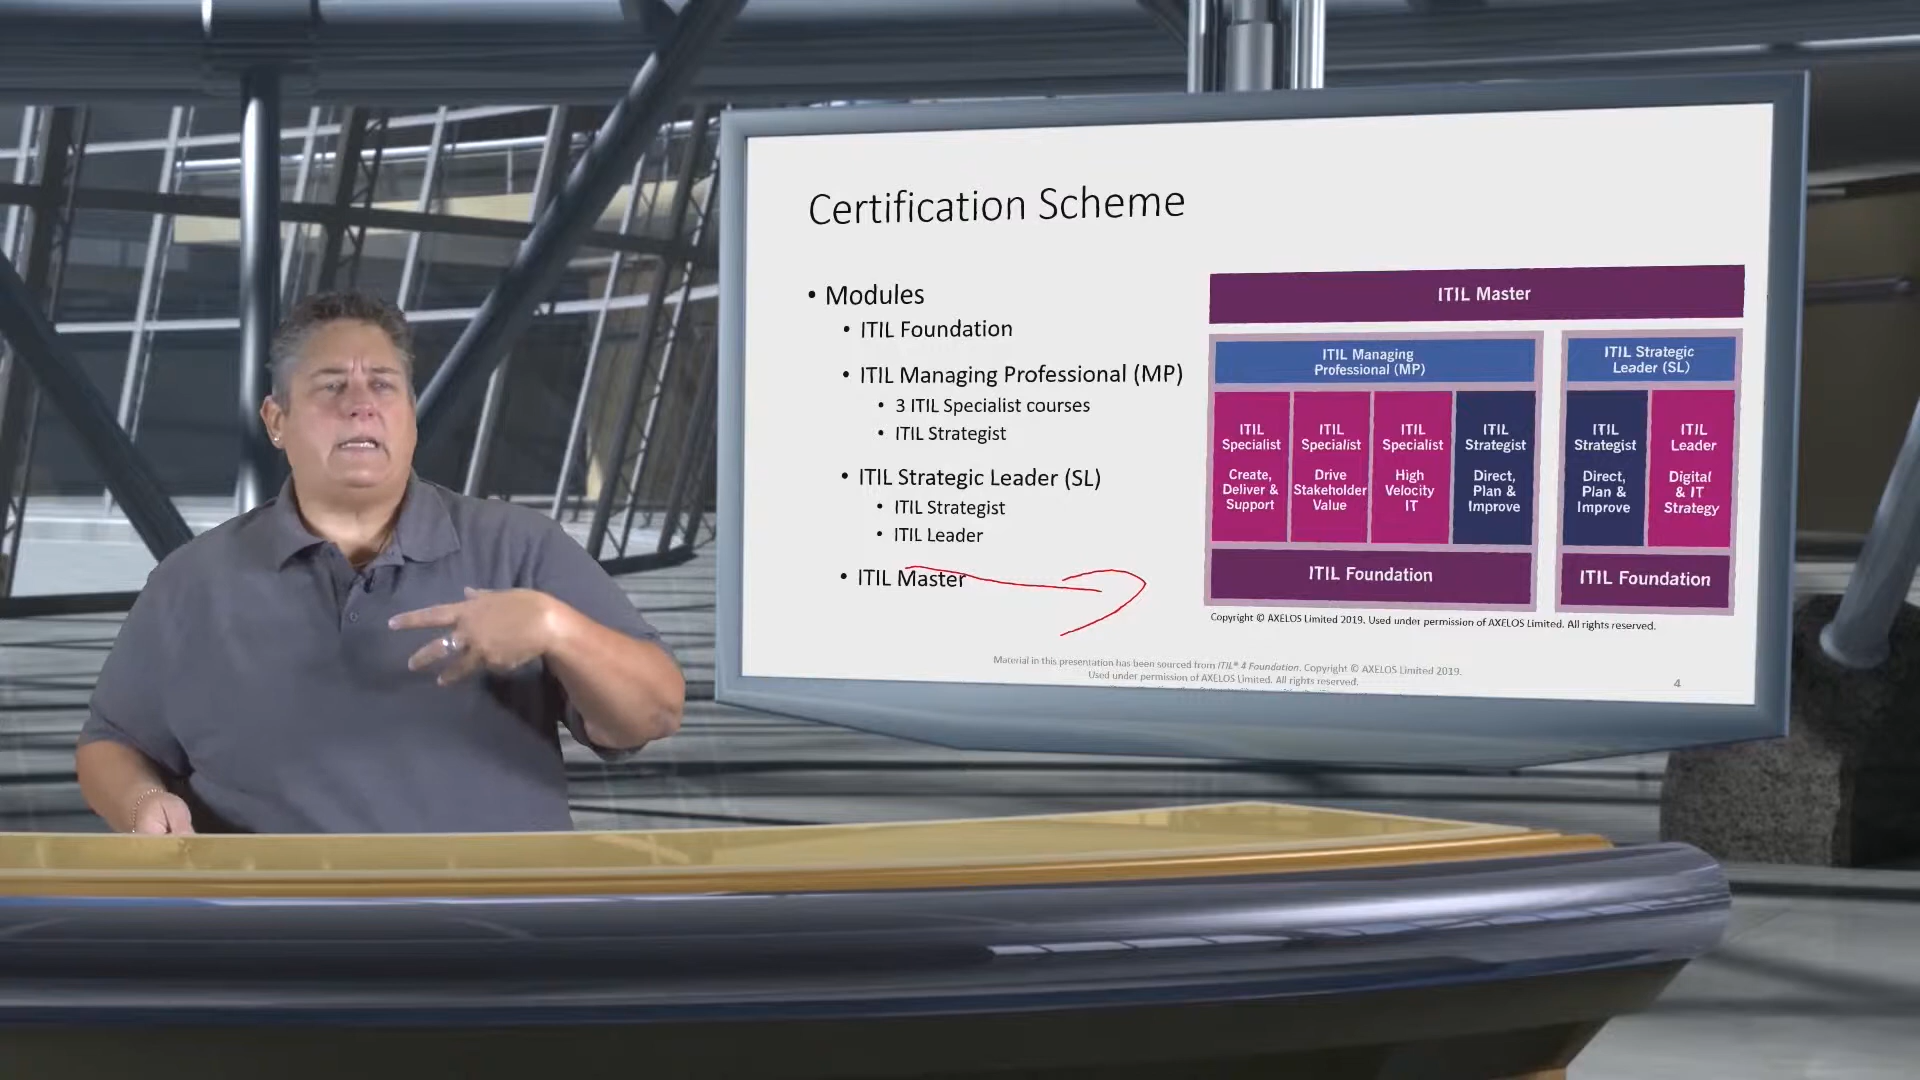 Certification Scheme
• Modules
• ITIL Foundation
• ITIL Managing Professional (MP)
• 3 ITIL Specialist courses
• ITIL Strategist
• ITIL Strategic Leader (SL)
• ITIL Strategist
• ITIL Leader
• ITIL Master
ITIL Master
ITIL Managing
Professional (MP)
ITIL
Specialist
Create,
Deliver &
Support
ITIL
Specialist
Drive
Stakeholder
Value
ITIL
Specialist
High
Velocity
IT
ITIL
Strategist
Direct,
Plan &
Improve
ITIL Foundation
ITIL Strategic
Leader (SL)
ITIL
Strategist
Direct,
Plan &
Improve
ITIL
Leader
Digital
& IT
Strategy
ITIL Foundation
Copyright © AXELOS Limited 2019. Used under permission of AXELOS Limited. All rights reserved.
Material in this presentation has been sourced from ITIL® 4 Foundation. Copyright © AXELOS Limited 2019.
Used under permission of AXELOS Limited. All rights reserved.
4